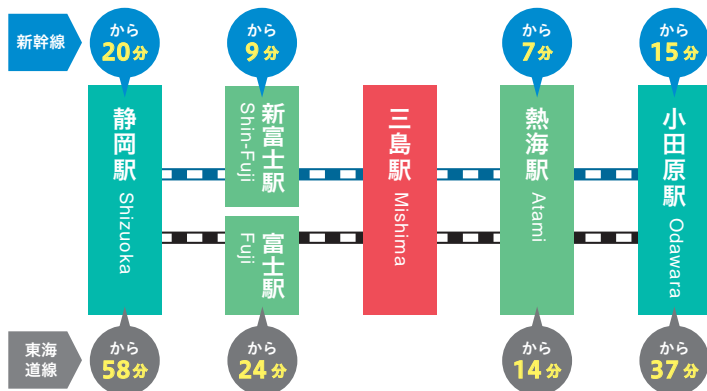 新幹線
から
20分
から
9分
から
7分
から
15分
静岡駅 Shizuoka
新富士駅
Shin-Fuji
富士駅
Fuji
三島駅 Mishima
熱海駅 Atami
小田原駅 Odawara
東海
道線
から
58分
から
24分
から
14分
から
37分